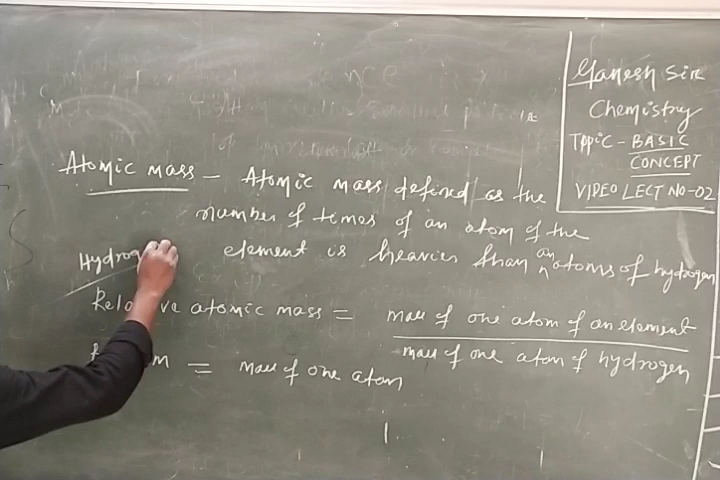 Ganesh Sir
Chemistry
Topic - BASIC
CONCEPT
VIDEO LECT NO-02
Atomic mass - Atomic mass defined as the
number of times of an atom of the
element is heavier than an atoms of hydrogen
Hydrog
Relative atomic mass = mass of one atom of an element
mass of one atom of hydrogen
m = mass of one atom